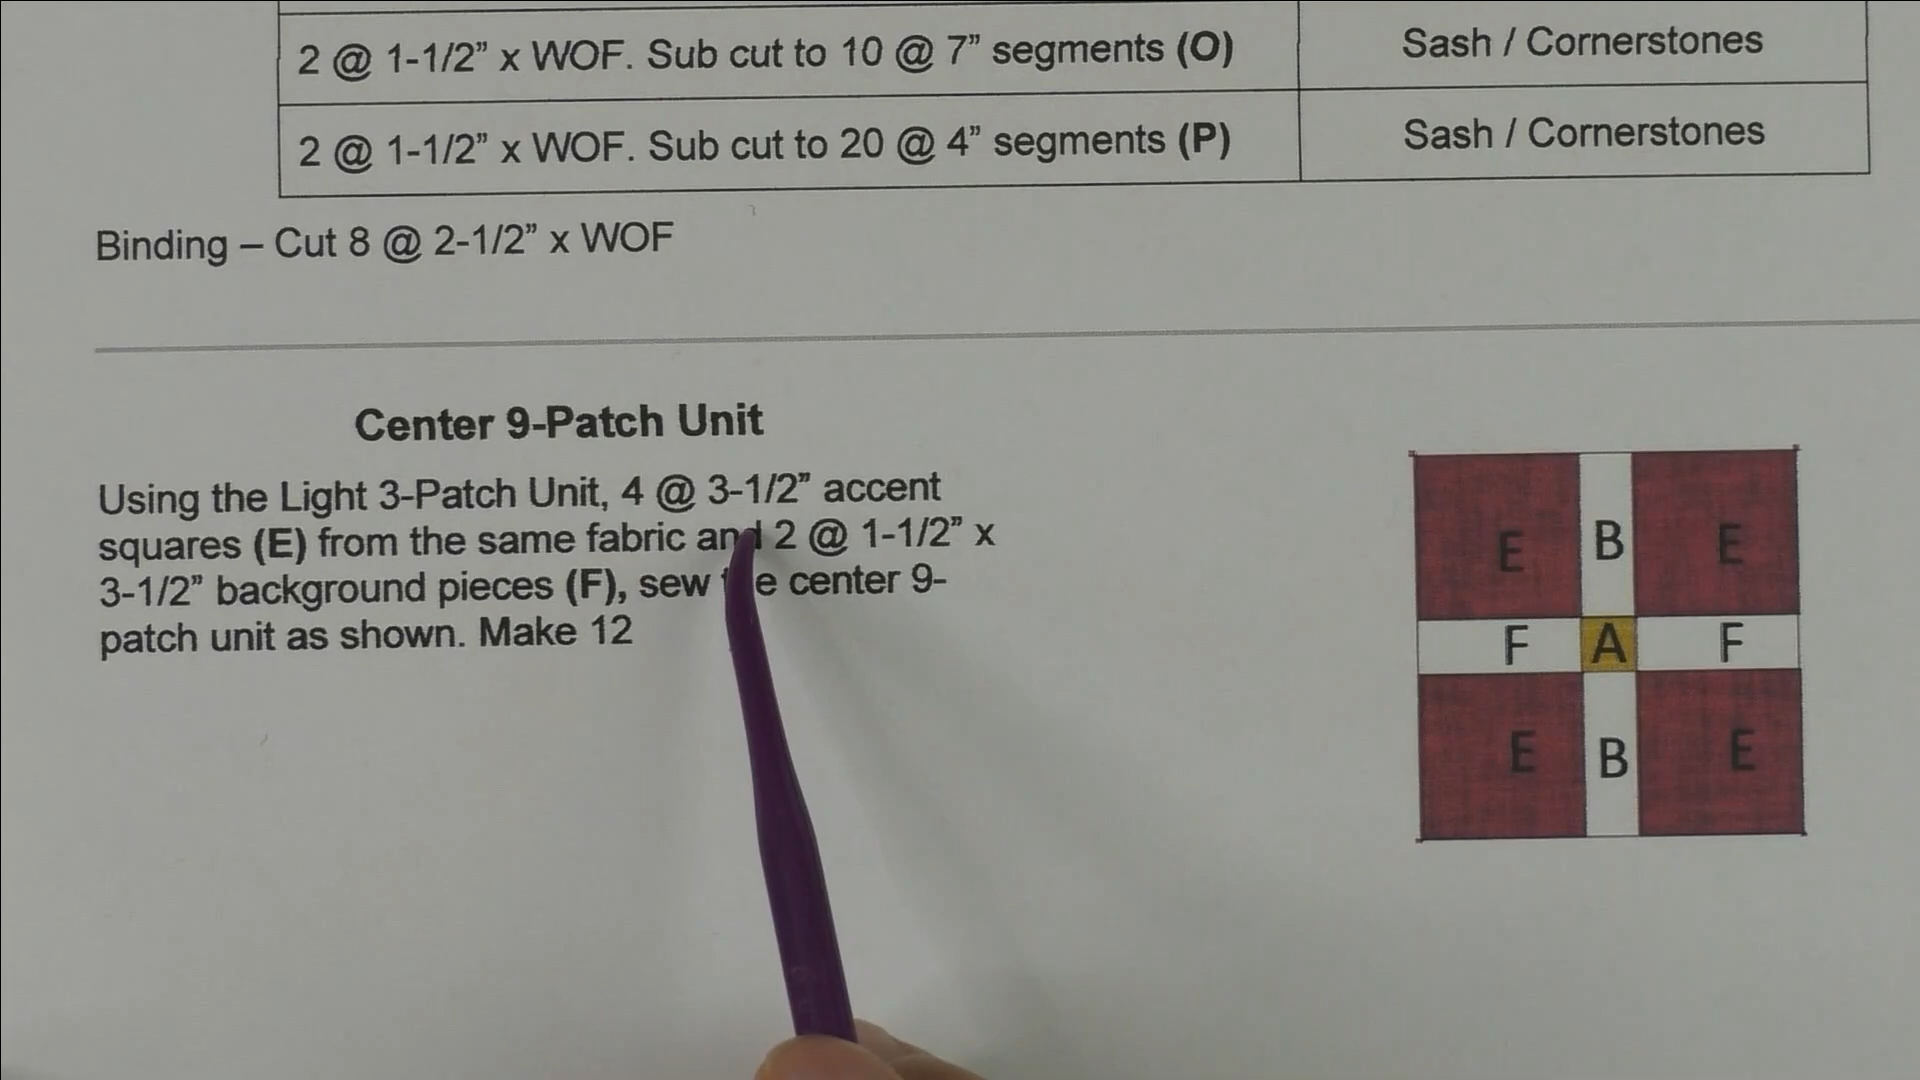 2 @ 1-1/2” x WOF. Sub cut to 10 @ 7” segments (O) Sash / Cornerstones
2 @ 1-1/2” x WOF. Sub cut to 20 @ 4” segments (P) Sash / Cornerstones
Binding – Cut 8 @ 2-1/2” x WOF
Center 9-Patch Unit
Using the Light 3-Patch Unit, 4 @ 3-1/2” accent
squares (E) from the same fabric and 2 @ 1-1/2” x
3-1/2” background pieces (F), sew the center 9-
patch unit as shown. Make 12
E B E
F A F
E B E